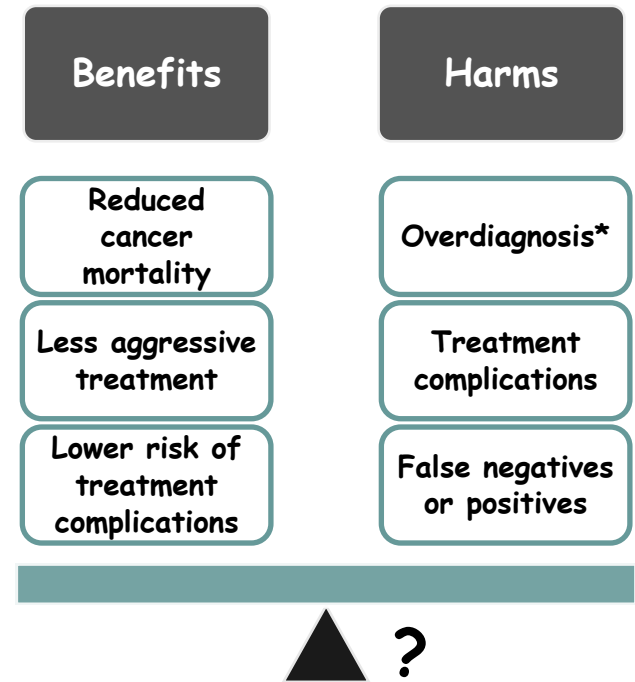 Benefits
Harms
Reduced
cancer
mortality
Overdiagnosis*
Less aggressive
treatment
Treatment
complications
Lower risk of
treatment
complications
False negatives
or positives
?